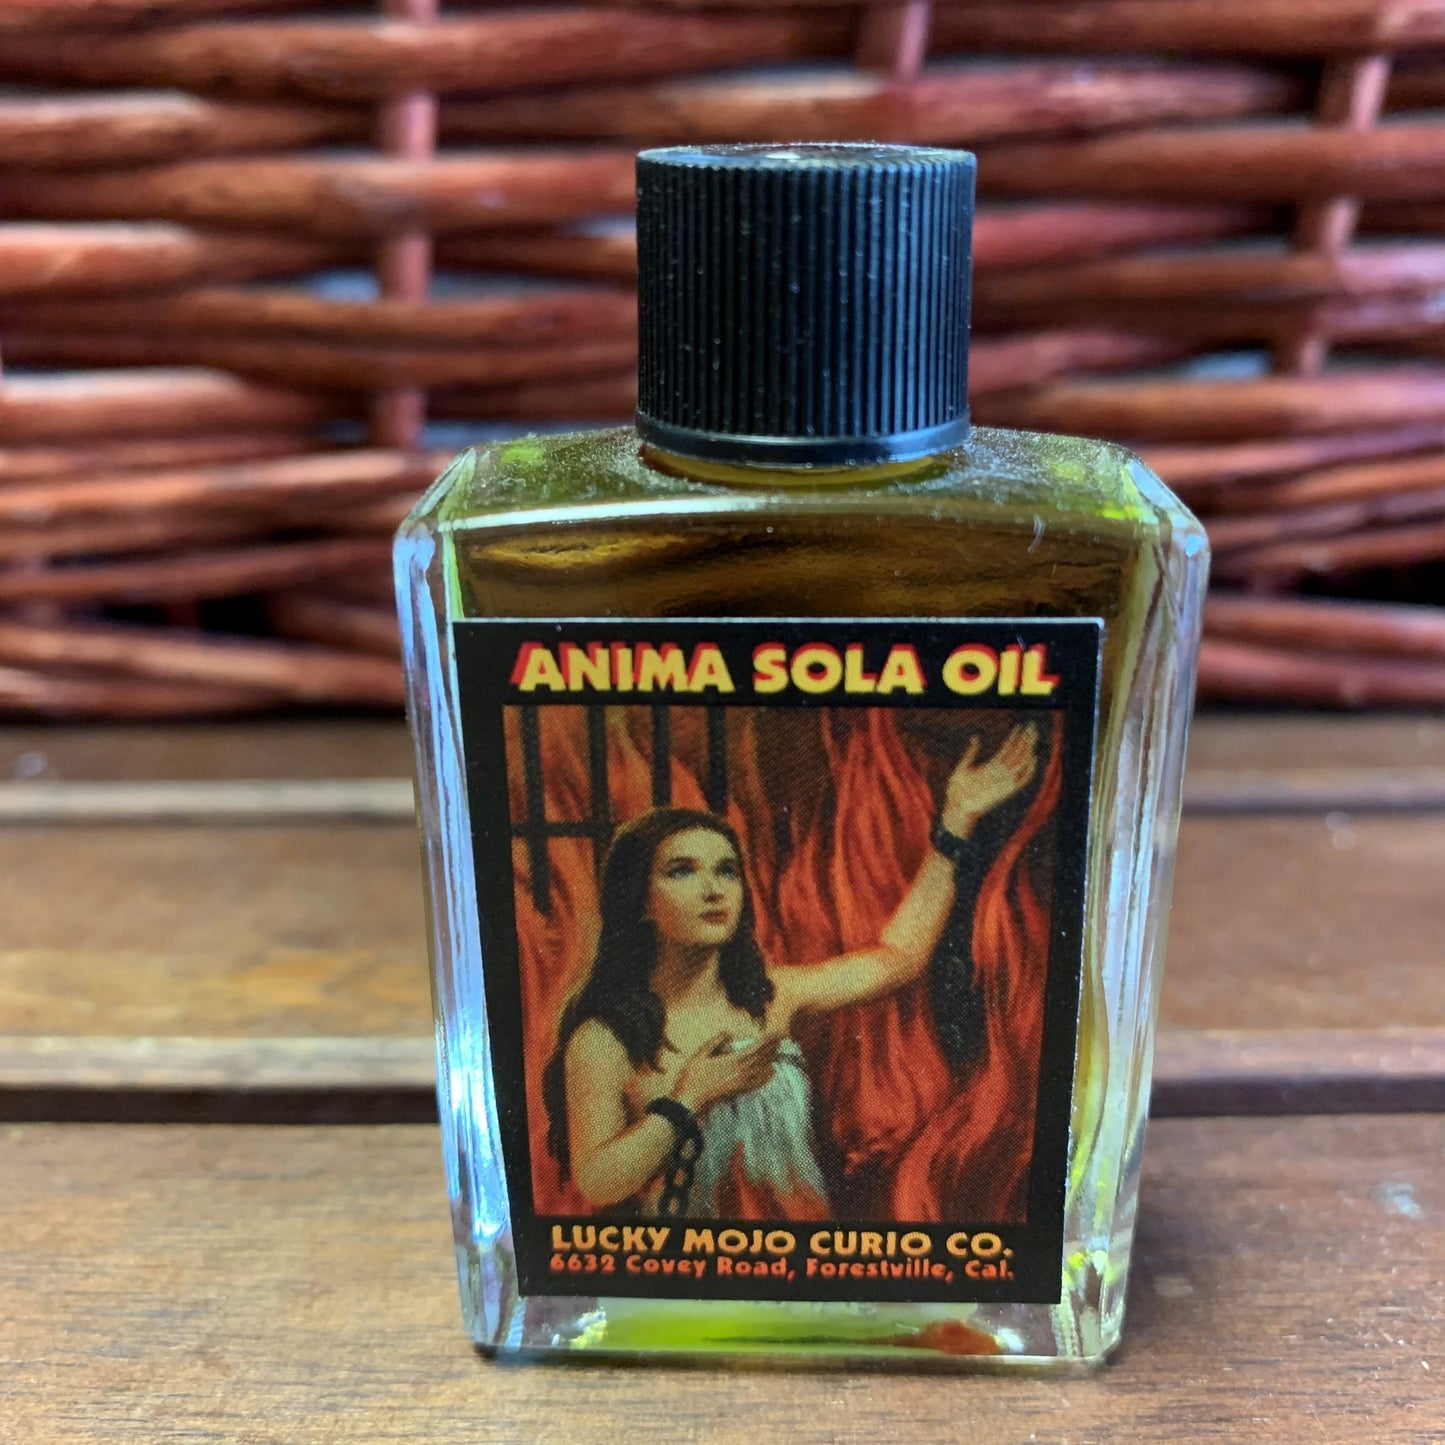 ANIMA SOLA OIL
LUCKY MOJO CURIO CO.
6632 Covey Road, Forestville, Cal.